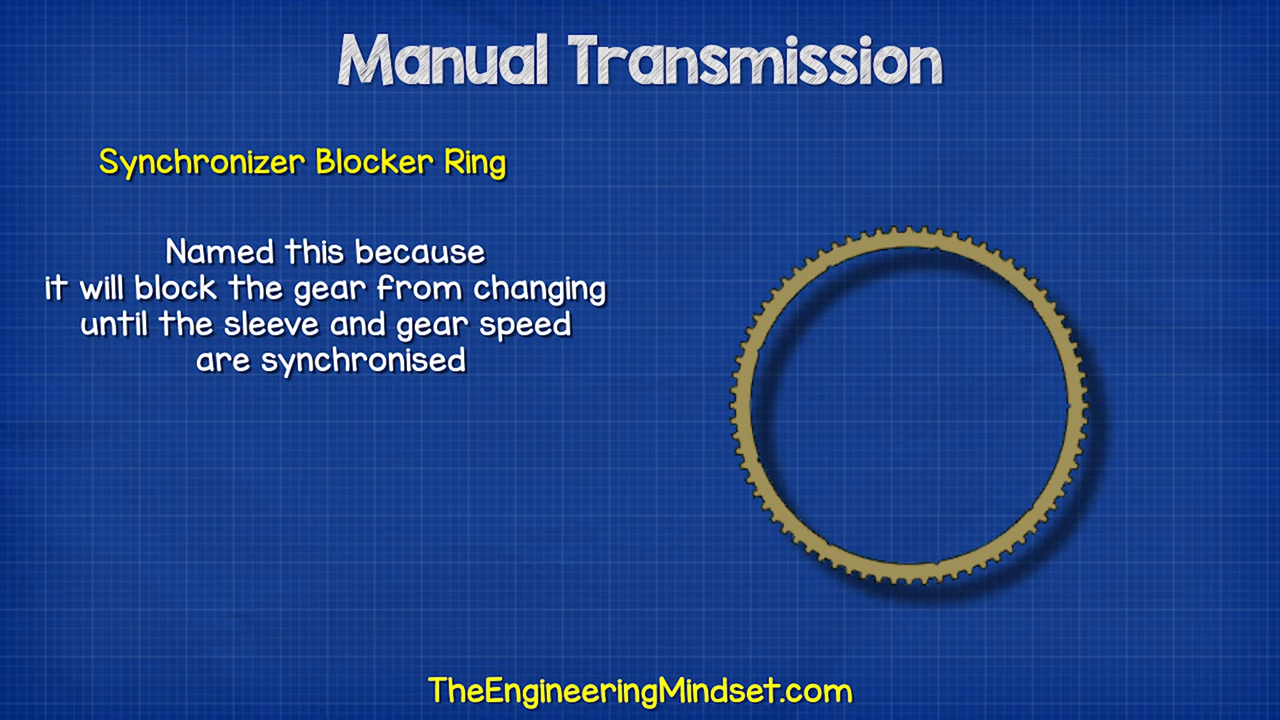 Manual Transmission
Synchronizer Blocker Ring
Named this because
it will block the gear from changing
until the sleeve and gear speed
are synchronised
TheEngineeringMindset.com